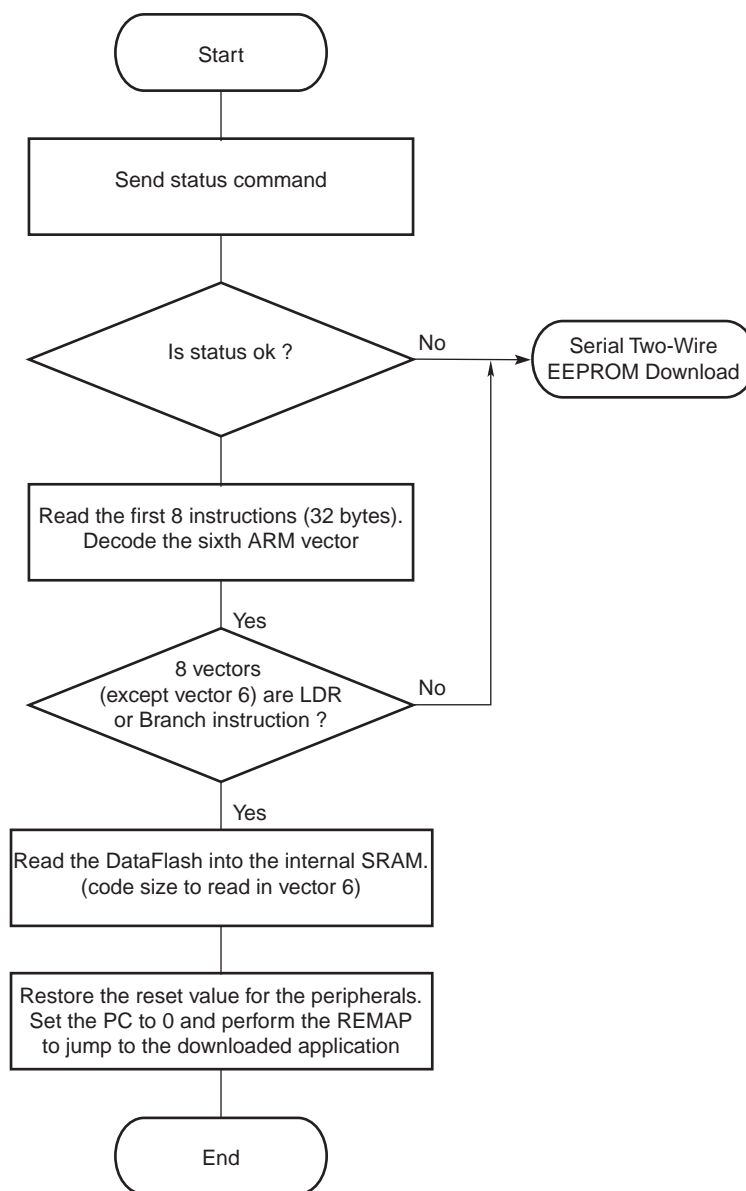 Start
Send status command
Is status ok ?
No
Serial Two-Wire
EEPROM Download
Read the first 8 instructions (32 bytes).
Decode the sixth ARM vector
Yes
8 vectors
(except vector 6) are LDR
or Branch instruction ?
No
Yes
Read the DataFlash into the internal SRAM.
(code size to read in vector 6)
Restore the reset value for the peripherals.
Set the PC to 0 and perform the REMAP
to jump to the downloaded application
End